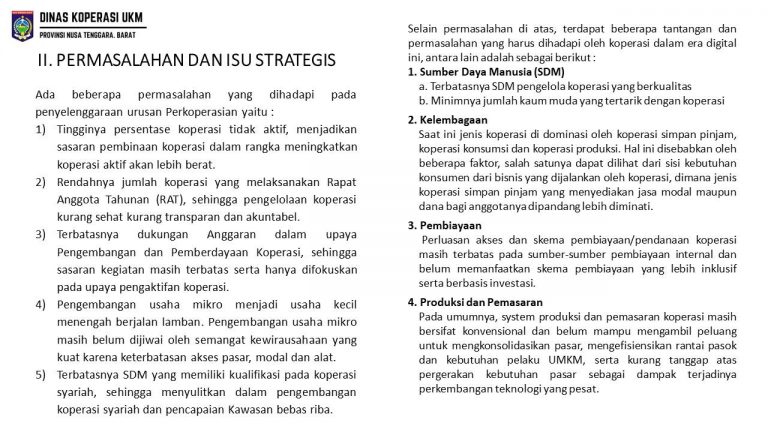 DINAS KOPERASI UKM
PROVINSI NUSA TENGGARA. BARAT
II. PERMASALAHAN DAN ISU STRATEGIS
Ada beberapa permasalahan yang dihadapi pada
penyelenggaraan urusan Perkoperasian yaitu :
1) Tingginya persentase koperasi tidak aktif, menjadikan
sasaran pembinaan koperasi dalam rangka meningkatkan
koperasi aktif akan lebih berat.
2) Rendahnya jumlah koperasi yang melaksanakan Rapat
Anggota Tahunan (RAT), sehingga pengelolaan koperasi
kurang sehat kurang transparan dan akuntabel.
3) Terbatasnya dukungan Anggaran dalam upaya
Pengembangan dan Pemberdayaan Koperasi, sehingga
sasaran kegiatan masih terbatas serta hanya difokuskan
pada upaya pengaktifan koperasi.
4) Pengembangan usaha mikro menjadi usaha kecil
menengah berjalan lamban. Pengembangan usaha mikro
masih belum dijiwai oleh semangat kewirausahaan yang
kuat karena keterbatasan akses pasar, modal dan alat.
5) Terbatasnya SDM yang memiliki kualifikasi pada koperasi
syariah, sehingga menyulitkan dalam pengembangan
koperasi syariah dan pencapaian Kawasan bebas riba.
Selain permasalahan di atas, terdapat beberapa tantangan dan
permasalahan yang harus dihadapi oleh koperasi dalam era digital
ini, antara lain adalah sebagai berikut :
1. Sumber Daya Manusia (SDM)
a. Terbatasnya SDM pengelola koperasi yang berkualitas
b. Minimnya jumlah kaum muda yang tertarik dengan koperasi
2. Kelembagaan
Saat ini jenis koperasi di dominasi oleh koperasi simpan pinjam,
koperasi konsumsi dan koperasi produksi. Hal ini disebabkan oleh
beberapa faktor, salah satunya dapat dilihat dari sisi kebutuhan
konsumen dari bisnis yang dijalankan oleh koperasi, dimana jenis
koperasi simpan pinjam yang menyediakan jasa modal maupun
dana bagi anggotanya dipandang lebih diminati.
3. Pembiayaan
Perluasan akses dan skema pembiayaan/pendanaan koperasi
masih terbatas pada sumber-sumber pembiayaan internal dan
belum memanfaatkan skema pembiayaan yang lebih inklusif
serta berbasis investasi.
4. Produksi dan Pemasaran
Pada umumnya, system produksi dan pemasaran koperasi masih
bersifat konvensional dan belum mampu mengambil peluang
untuk mengkonsolidasikan pasar, mengefisiensikan rantai pasok
dan kebutuhan pelaku UMKM, serta kurang tanggap atas
pergerakan kebutuhan pasar sebagai dampak terjadinya
perkembangan teknologi yang pesat.